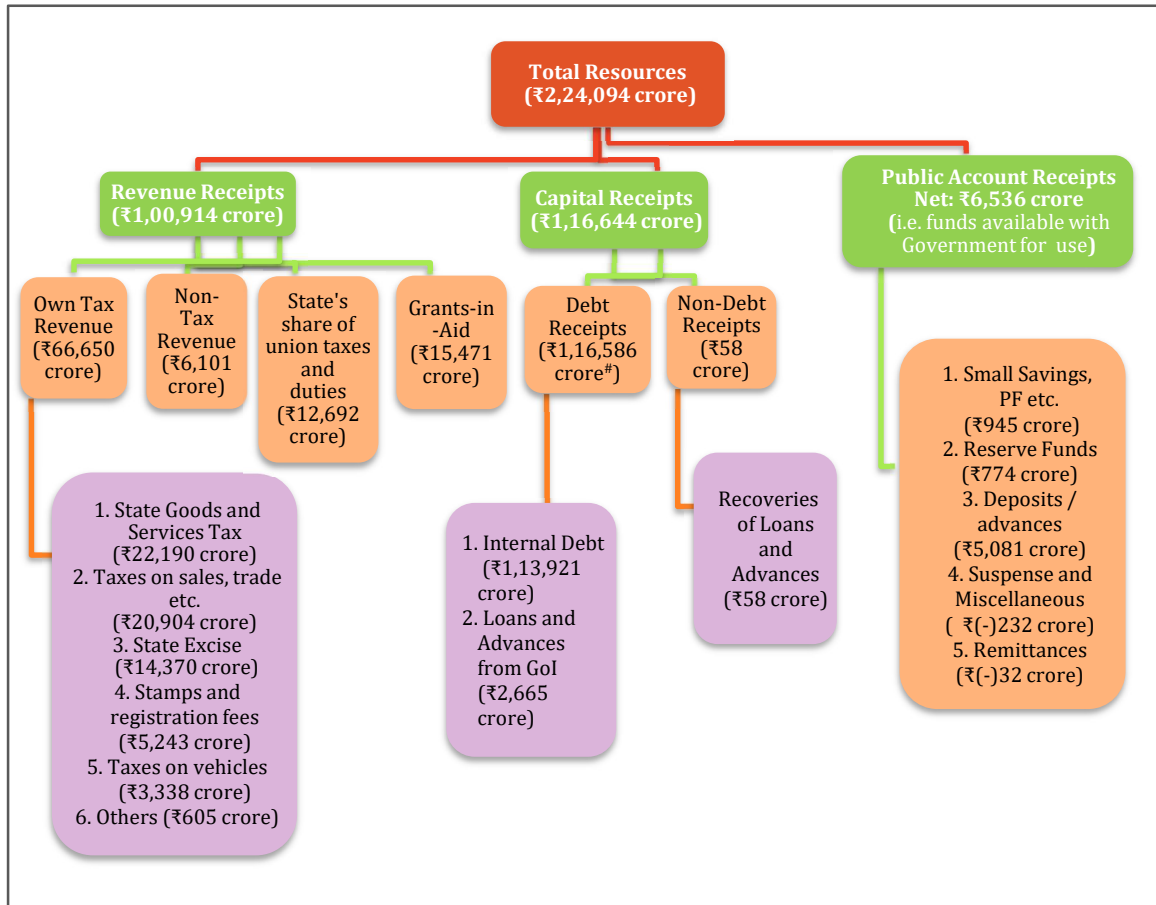 Total Resources
(₹2,24,094 crore)
Revenue Receipts
(₹1,00,914 crore)
Capital Receipts
(₹1,16,644 crore)
Public Account Receipts
Net: ₹6,536 crore
(i.e. funds available with
Government for use)
Own Tax
Revenue
(₹66,650
crore)
Non-
Tax
Revenue
(₹6,101
crore)
State's
share of
union taxes
and
duties
(₹12,692
crore)
Grants-in
-Aid
(₹15,471
crore)
Debt
Receipts
(₹1,16,586
crore#)
Non-Debt
Receipts
(₹58
crore)
1. State Goods and
Services Tax
(₹22,190 crore)
2. Taxes on sales, trade
etc.
(₹20,904 crore)
3. State Excise
(₹14,370 crore)
4. Stamps and
registration fees
(₹5,243 crore)
5. Taxes on vehicles
(₹3,338 crore)
6. Others (₹605 crore)
1. Internal Debt
(₹1,13,921
crore)
2. Loans and
Advances
from GoI
(₹2,665
crore)
Recoveries
of Loans
and
Advances
(₹58 crore)
1. Small Savings,
PF etc.
(₹945 crore)
2. Reserve Funds
(₹774 crore)
3. Deposits /
advances
(₹5,081 crore)
4. Suspense and
Miscellaneous
( ₹(-)232 crore)
5. Remittances
(₹(-)32 crore)